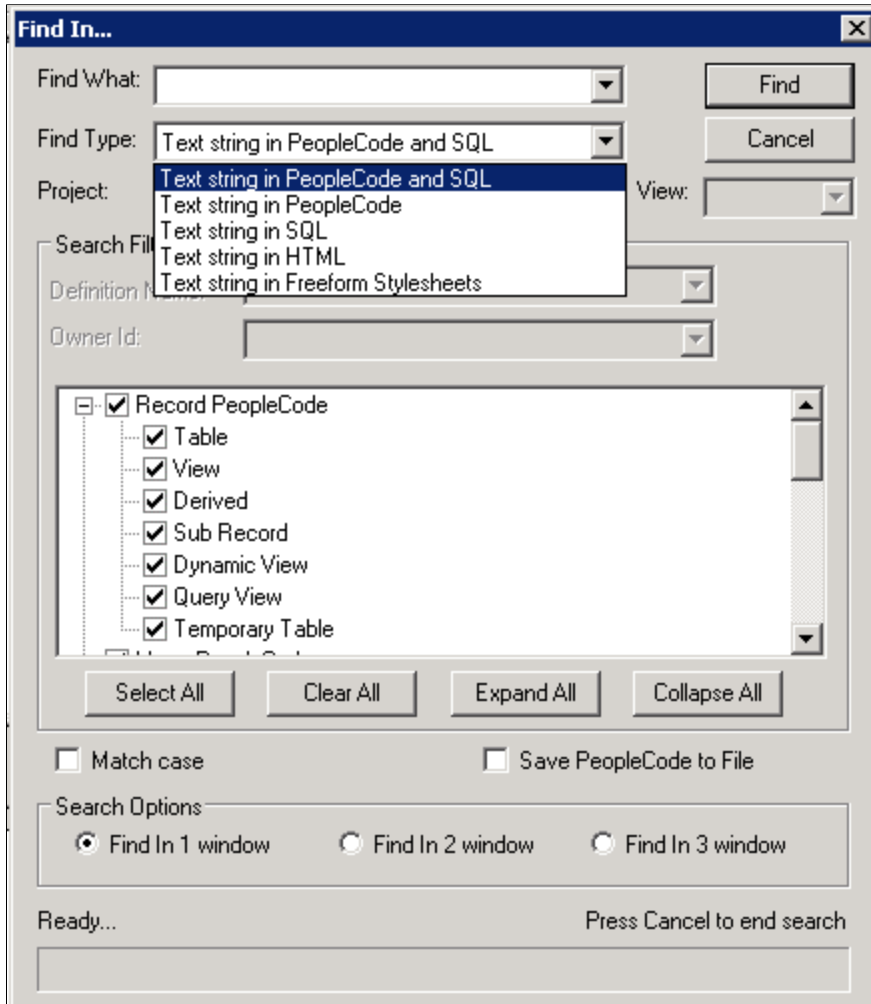 Find In...
Find What:
Find
Find Type:
Text string in PeopleCode and SQL
Cancel
Text string in PeopleCode and SQL
Project:
View:
Text string in PeopleCode
Text string in SQL
Search Fil
Text string in HTML
Text string in Freeform Stylesheets
Definition
Owner Id:
Record PeopleCode
Table
View
Derived
Sub Record
Dynamic View
Query View
Temporary Table
Select All
Clear All
Expand All
Collapse All
Match case
Save PeopleCode to File
Search Options
Find In 1 window
Find In 2 window
Find In 3 window
Ready...
Press Cancel to end search